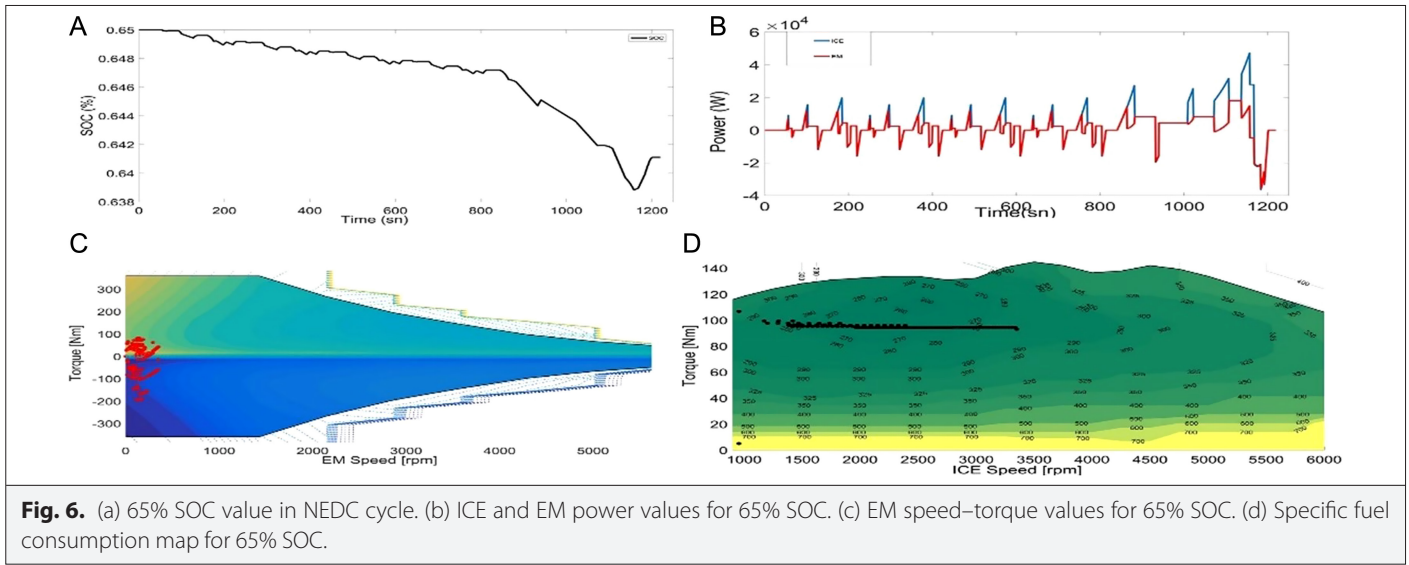 A
B
0.65
0.648
0.646
0.644
0.642
0.64
0.638
SOC (%)
SOC
0 200 400 600 800 1000 1200
Time (sn)
×10⁴
6
4
2
0
-2
-4
Power (W)
ICE
EM
0 200 400 600 800 1000 1200
Time(sn)
C
D
300
200
100
0
-100
-200
-300
Torque [Nm]
0 1000 2000 3000 4000 5000
EM Speed [rpm]
140
120
100
80
60
40
20
0
Torque [Nm]
1000 1500 2000 2500 3000 3500 4000 4500 5000 5500 6000
ICE Speed [rpm]
Fig. 6. (a) 65% SOC value in NEDC cycle. (b) ICE and EM power values for 65% SOC. (c) EM speed–torque values for 65% SOC. (d) Specific fuel
consumption map for 65% SOC.